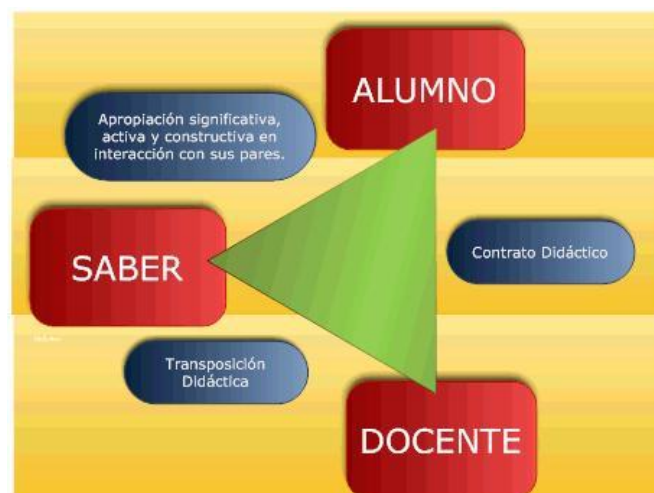 ALUMNO
Apropiación significativa,
activa y constructiva en
interacción con sus pares.
SABER
Contrato Didáctico
Transposición
Didáctica
DOCENTE